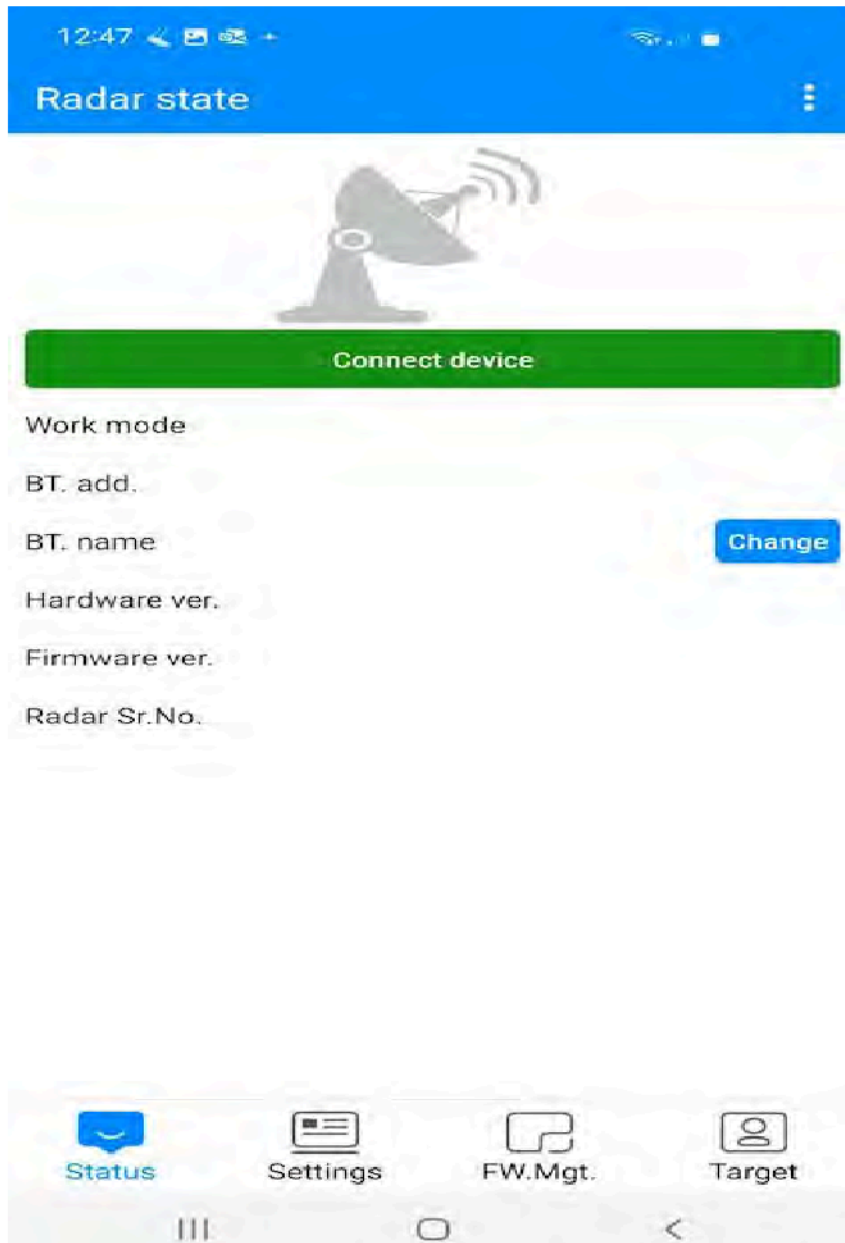 12:47
Radar state
Connect device
Work mode
BT. add.
BT. name
Change
Hardware ver.
Firmware ver.
Radar Sr.No.
Status
Settings
FW.Mgt.
Target